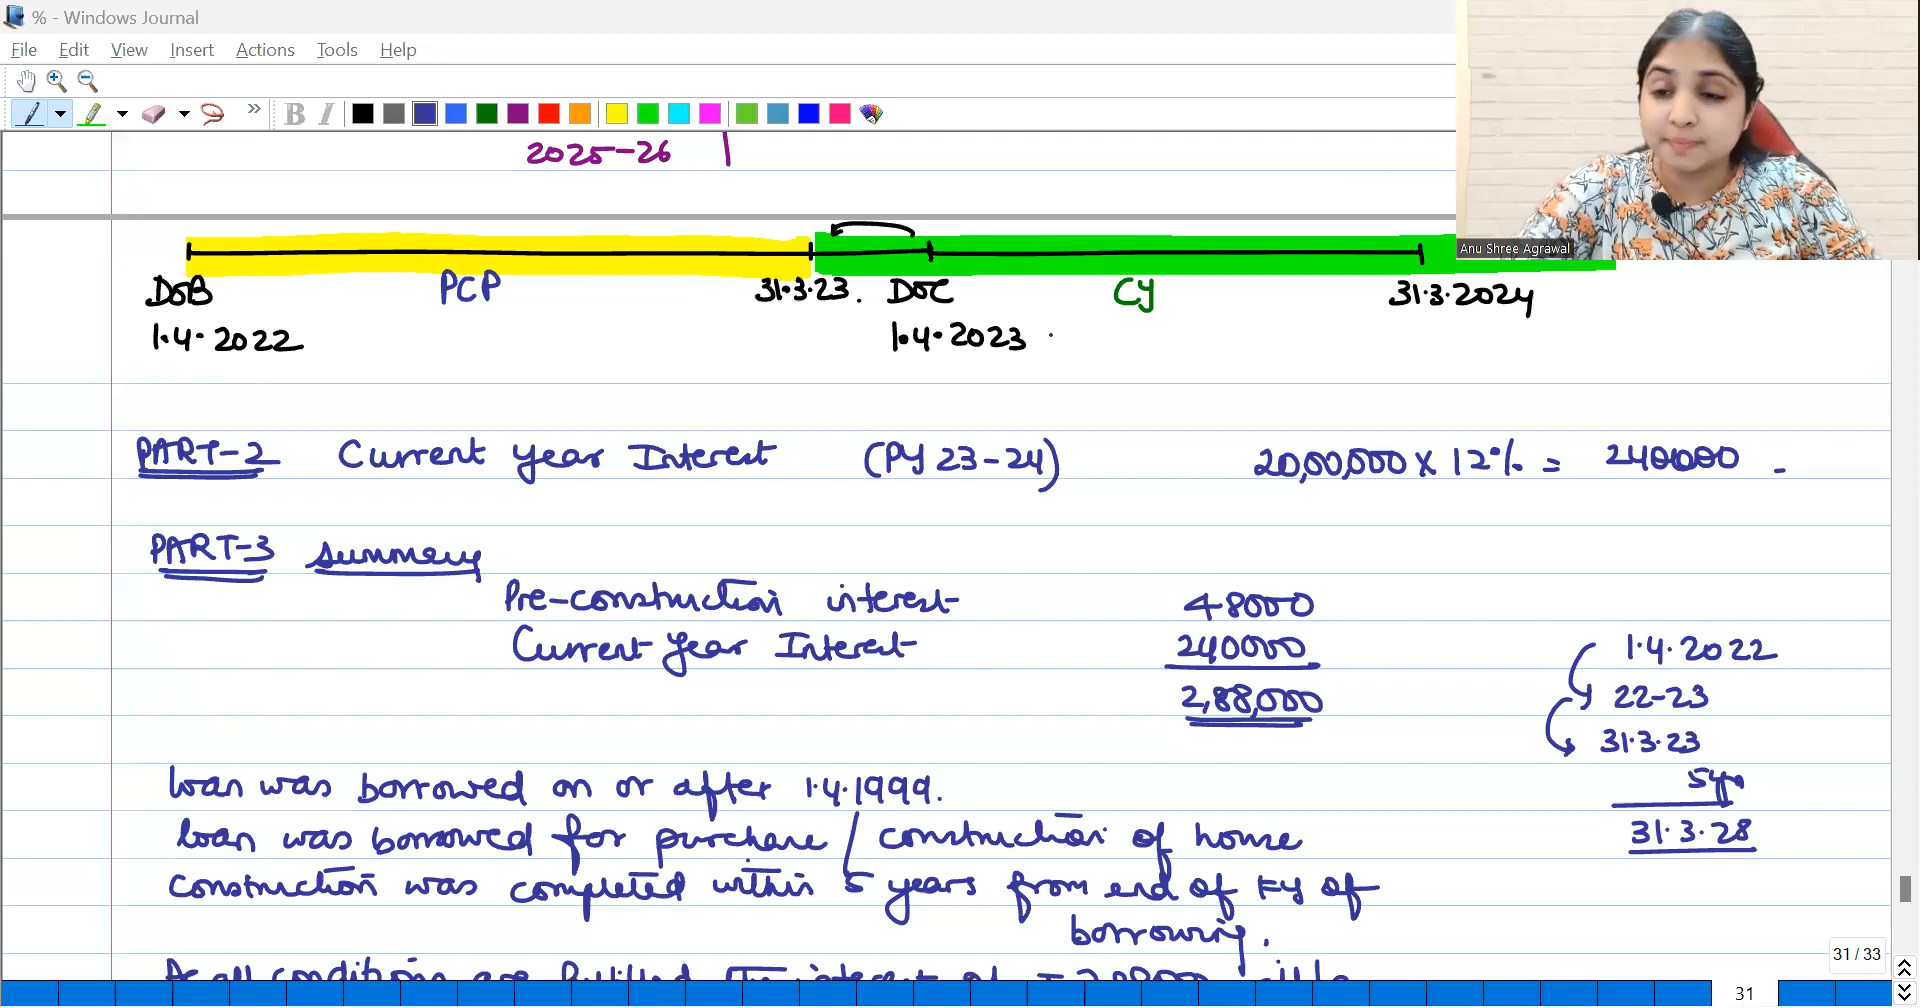 % - Windows Journal
File Edit View Insert Actions Tools Help
B I
2025-26
Anu Shree Agrawal
DOB PCP 31.3.23. DOC CY 31.3.2024
1.4.2022 1.4.2023
PART-2 Current year Interest (PY 23-24) 20,00,000 x 12% = 240000
PART-3 Summary
Pre-construction interest 48000
Current Year Interest 240000
2,88,000
1.4.2022
22-23
31.3.23
5yrs
31.3.28
loan was borrowed on or after 1.4.1999.
loan was borrowed for purchase / construction of home
construction was completed within 5 years from end of FY of
borrowing.
As all conditions are
31 / 33
31